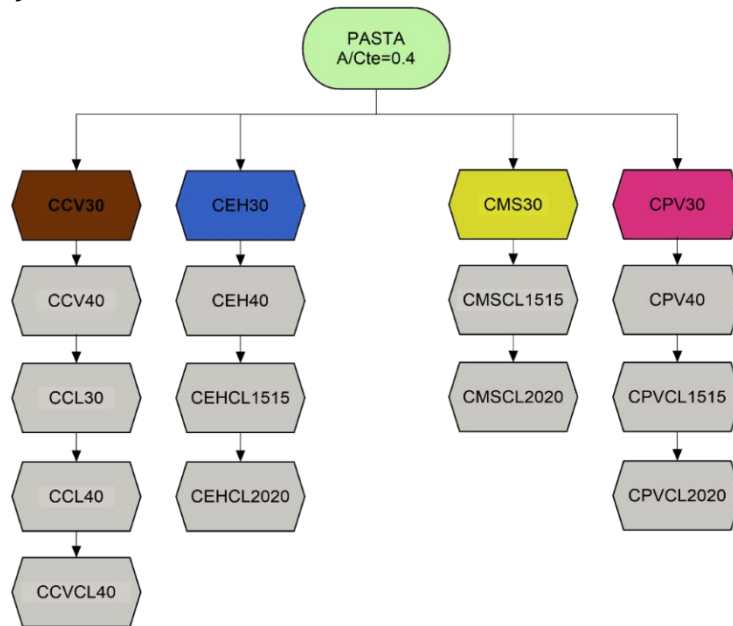 PASTA
A/Cte=0.4
CCV30
CEH30
CMS30
CPV30
CCV40
CEH40
CMSCL1515
CPV40
CCL30
CEHCL1515
CMSCL2020
CPVCL1515
CCL40
CEHCL2020
CPVCL2020
CCVCL40